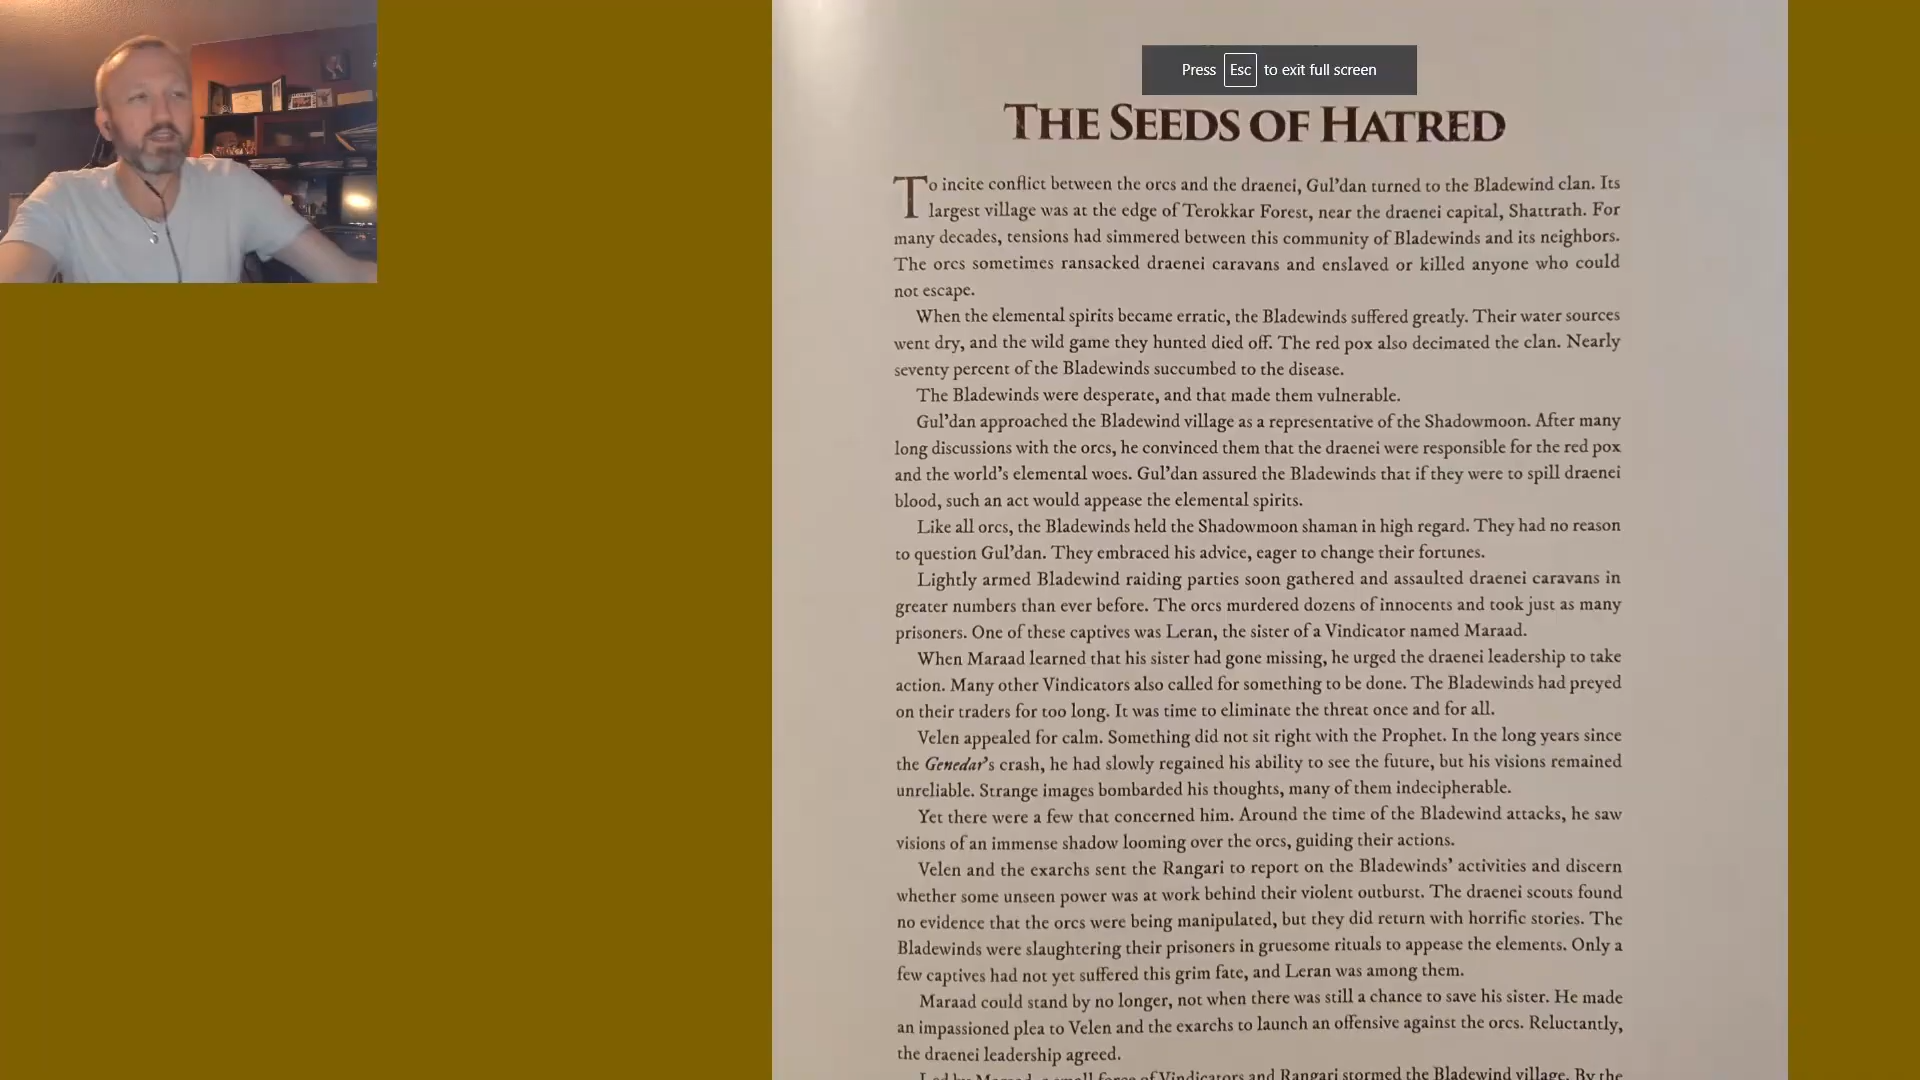 Press Esc to exit full screen
THE SEEDS OF HATRED
To incite conflict between the orcs and the draenei, Gul'dan turned to the Bladewind clan. Its
largest village was at the edge of Terokkar Forest, near the draenei capital, Shattrath. For
many decades, tensions had simmered between this community of Bladewinds and its neighbors.
The orcs sometimes ransacked draenei caravans and enslaved or killed anyone who could
not escape.
When the elemental spirits became erratic, the Bladewinds suffered greatly. Their water sources
went dry, and the wild game they hunted died off. The red pox also decimated the clan. Nearly
seventy percent of the Bladewinds succumbed to the disease.
The Bladewinds were desperate, and that made them vulnerable.
Gul'dan approached the Bladewind village as a representative of the Shadowmoon. After many
long discussions with the orcs, he convinced them that the draenei were responsible for the red pox
and the world's elemental woes. Gul'dan assured the Bladewinds that if they were to spill draenei
blood, such an act would appease the elemental spirits.
Like all orcs, the Bladewinds held the Shadowmoon shaman in high regard. They had no reason
to question Gul'dan. They embraced his advice, eager to change their fortunes.
Lightly armed Bladewind raiding parties soon gathered and assaulted draenei caravans in
greater numbers than ever before. The orcs murdered dozens of innocents and took just as many
prisoners. One of these captives was Leran, the sister of a Vindicator named Maraad.
When Maraad learned that his sister had gone missing, he urged the draenei leadership to take
action. Many other Vindicators also called for something to be done. The Bladewinds had preyed
on their traders for too long. It was time to eliminate the threat once and for all.
Velen appealed for calm. Something did not sit right with the Prophet. In the long years since
the Genedar's crash, he had slowly regained his ability to see the future, but his visions remained
unreliable. Strange images bombarded his thoughts, many of them indecipherable.
Yet there were a few that concerned him. Around the time of the Bladewind attacks, he saw
visions of an immense shadow looming over the orcs, guiding their actions.
Velen and the exarchs sent the Rangari to report on the Bladewinds' activities and discern
whether some unseen power was at work behind their violent outburst. The draenei scouts found
no evidence that the orcs were being manipulated, but they did return with horrific stories. The
Bladewinds were slaughtering their prisoners in gruesome rituals to appease the elements. Only a
few captives had not yet suffered this grim fate, and Leran was among them.
Maraad could stand by no longer, not when there was still a chance to save his sister. He made
an impassioned plea to Velen and the exarchs to launch an offensive against the orcs. Reluctantly,
the draenei leadership agreed.
Led by Maraad, a small force of Vindicators and Rangari stormed the Bladewind village. By the